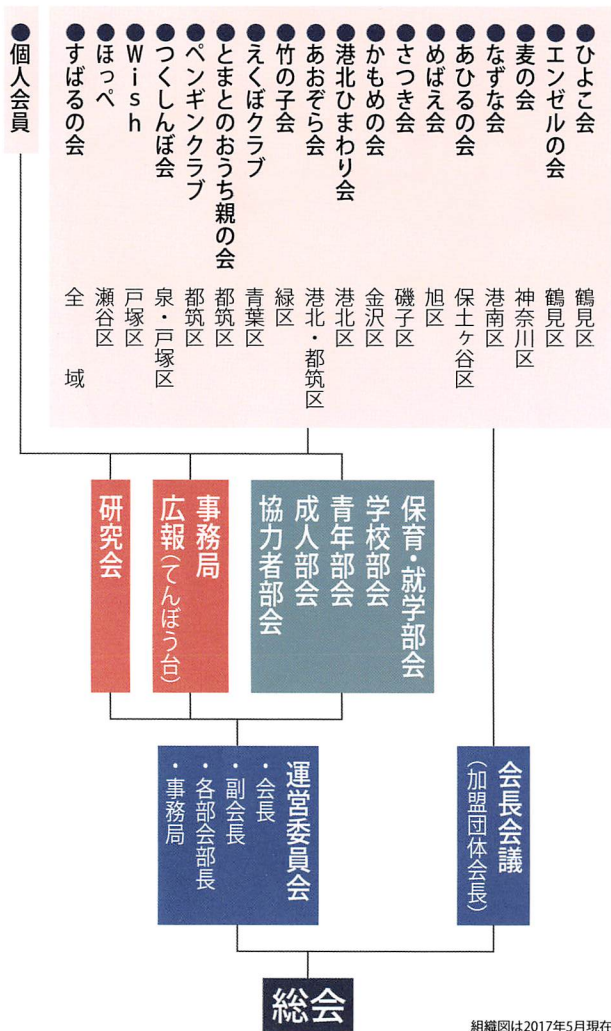 ●ひよこ会　鶴見区
●エンゼルの会　鶴見区
●麦の会　神奈川区
●なずな会　港南区
●あひるの会　保土ヶ谷区
●めばえ会　旭区
●さつき会　磯子区
●かもめの会　金沢区
●港北ひまわり会　港北区
●あおぞら会　港北・都筑区
●竹の子会　緑区
●えくぼクラブ　青葉区
●とまとのおうち親の会　都筑区
●ペンギンクラブ　都筑区
●つくしんぼ会　泉・戸塚区
●Wish　戸塚区
●ほっぺ　瀬谷区
●すばるの会　全域
●個人会員
保育・就学部会
学校部会
青年部会
成人部会
協力者部会
事務局
広報(てんぼう台)
研究会
会長会議
(加盟団体会長)
運営委員会
・会長
・副会長
・各部会部長
・事務局
総会
組織図は2017年5月現在